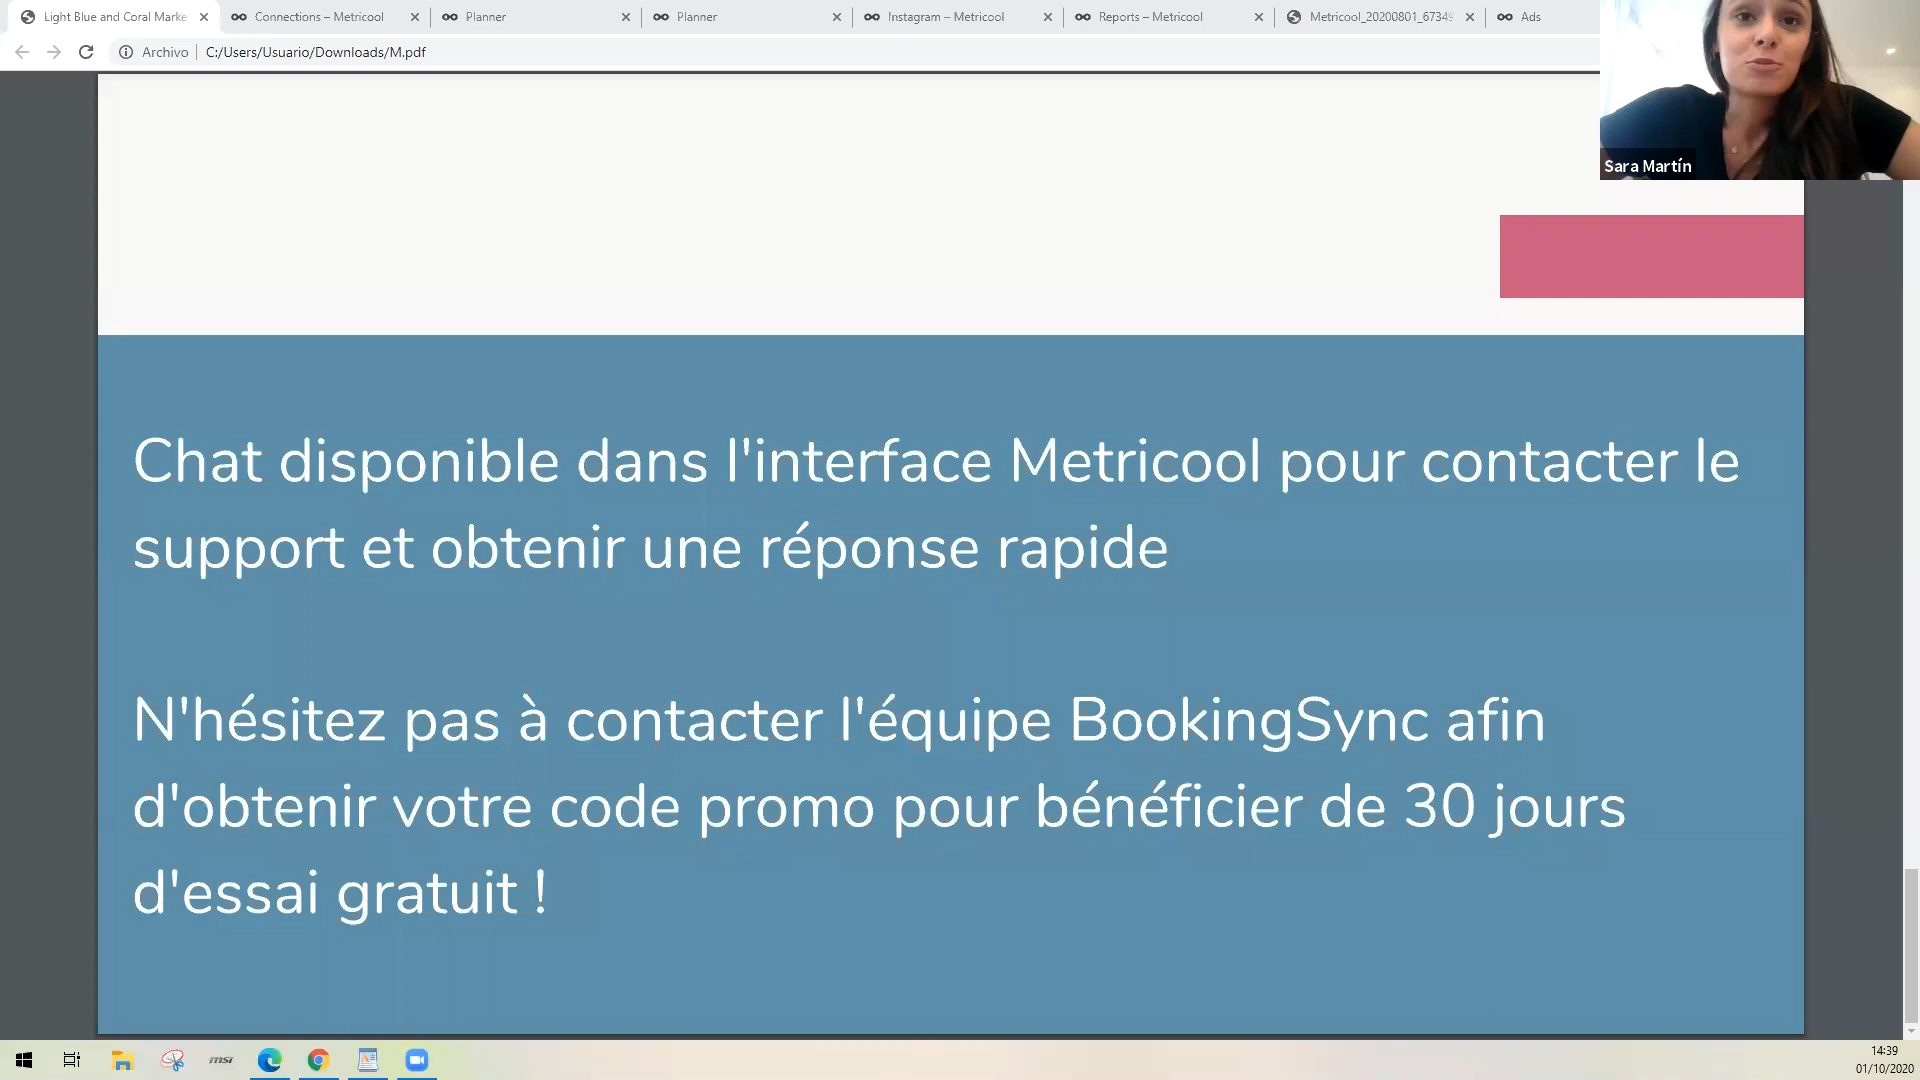 Light Blue and Coral Marke
Connections – Metricool
Planner
Planner
Instagram – Metricool
Reports – Metricool
Metricool_20200801_67349
Ads
Archivo
C:/Users/Usuario/Downloads/M.pdf
Sara Martín
Chat disponible dans l'interface Metricool pour contacter le
support et obtenir une réponse rapide
N'hésitez pas à contacter l'équipe BookingSync afin
d'obtenir votre code promo pour bénéficier de 30 jours
d'essai gratuit !
msi
14:39
01/10/2020